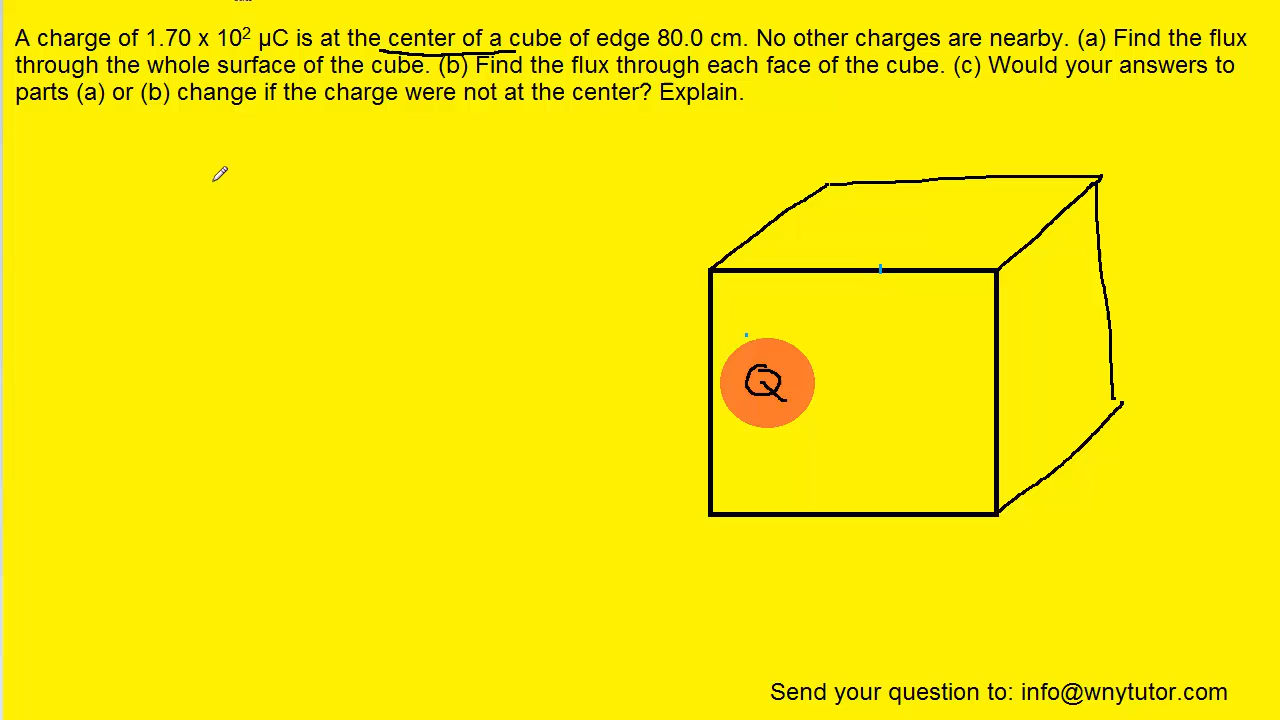 A charge of 1.70 x 10² µC is at the center of a cube of edge 80.0 cm. No other charges are nearby. (a) Find the flux
through the whole surface of the cube. (b) Find the flux through each face of the cube. (c) Would your answers to
parts (a) or (b) change if the charge were not at the center? Explain.
Q
Send your question to: info@wnytutor.com